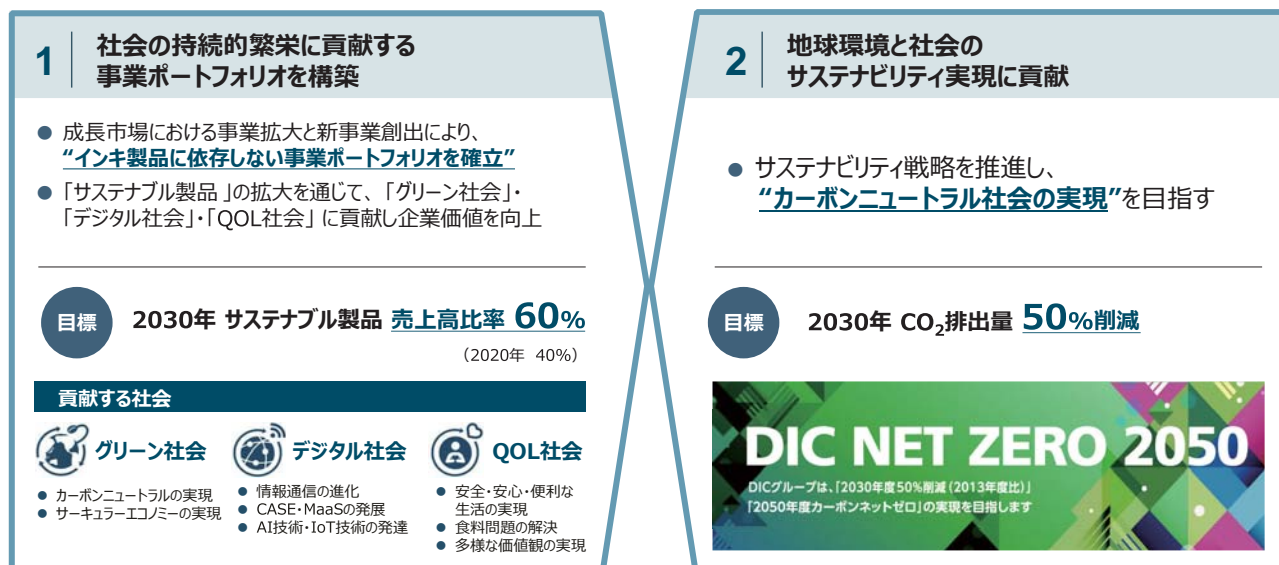 1
社会の持続的繁栄に貢献する
事業ポートフォリオを構築
● 成長市場における事業拡大と新事業創出により、
“インキ製品に依存しない事業ポートフォリオを確立”
● 「サステナブル製品 」の拡大を通じて、「グリーン社会」・
「デジタル社会」・「QOL社会」に貢献し企業価値を向上
目標
2030年 サステナブル製品 売上高比率 60%
（2020年 40%）
貢献する社会
グリーン社会
● カーボンニュートラルの実現
● サーキュラーエコノミーの実現
デジタル社会
● 情報通信の進化
● CASE・MaaSの発展
● AI技術・IoT技術の発達
QOL社会
● 安全・安心・便利な
生活の実現
● 食料問題の解決
● 多様な価値観の実現
2
地球環境と社会の
サステナビリティ実現に貢献
● サステナビリティ戦略を推進し、
“カーボンニュートラル社会の実現”を目指す
目標
2030年 CO₂排出量 50%削減
DIC NET ZERO 2050
DICグループは、「2030年度50%削減（2013年度比）」
「2050年度カーボンネットゼロ」の実現を目指します